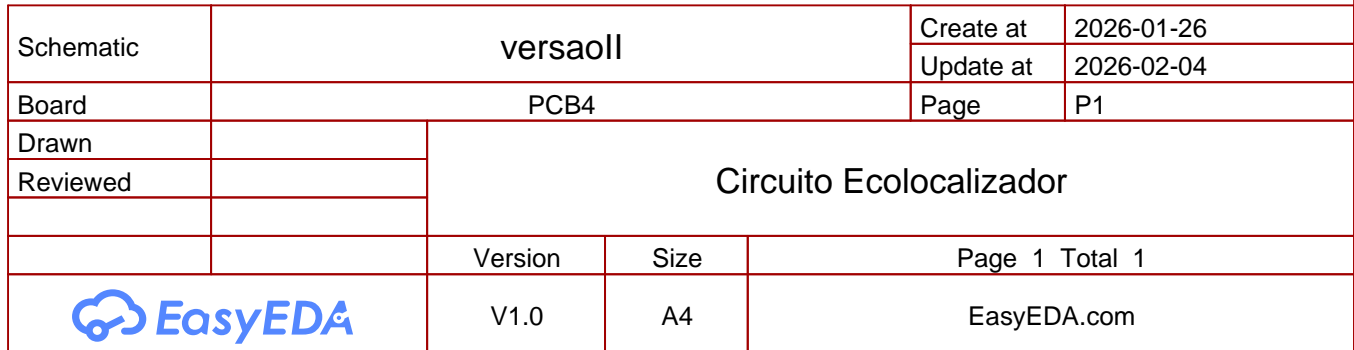 Schematic versaoII Create at 2026-01-26
Update at 2026-02-04
Board PCB4 Page P1
Drawn
Reviewed Circuito Ecolocalizador
Version Size Page 1 Total 1
EasyEDA V1.0 A4 EasyEDA.com